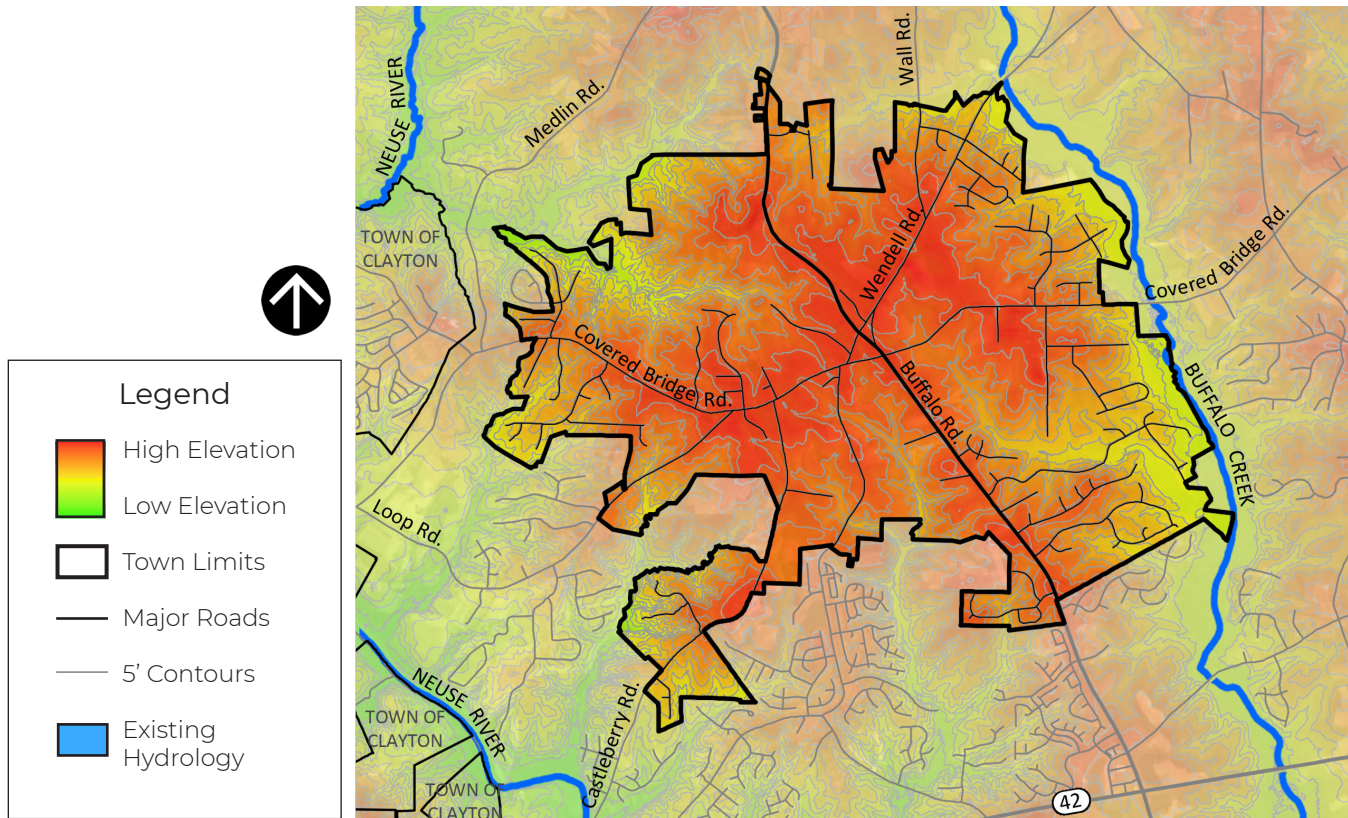 Legend
High Elevation
Low Elevation
Town Limits
Major Roads
5’ Contours
Existing
Hydrology
NEUSE RIVER
Medlin Rd.
Wall Rd.
TOWN OF
CLAYTON
Wendell Rd.
Covered Bridge Rd.
Covered Bridge Rd.
Buffalo Rd.
BUFFALO CREEK
Loop Rd.
NEUSE RIVER
TOWN OF
CLAYTON
Castleberry Rd.
TOWN OF
CLAYTON
42